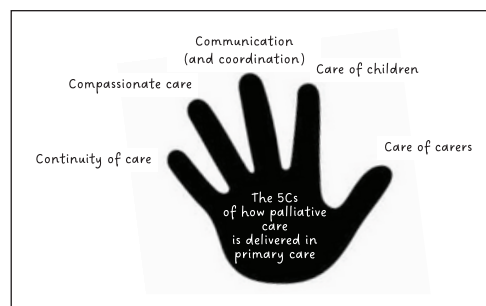 Communication
(and coordination)
Care of children
Compassionate care
Care of carers
Continuity of care
The 5Cs
of how palliative
care
is delivered in
primary care